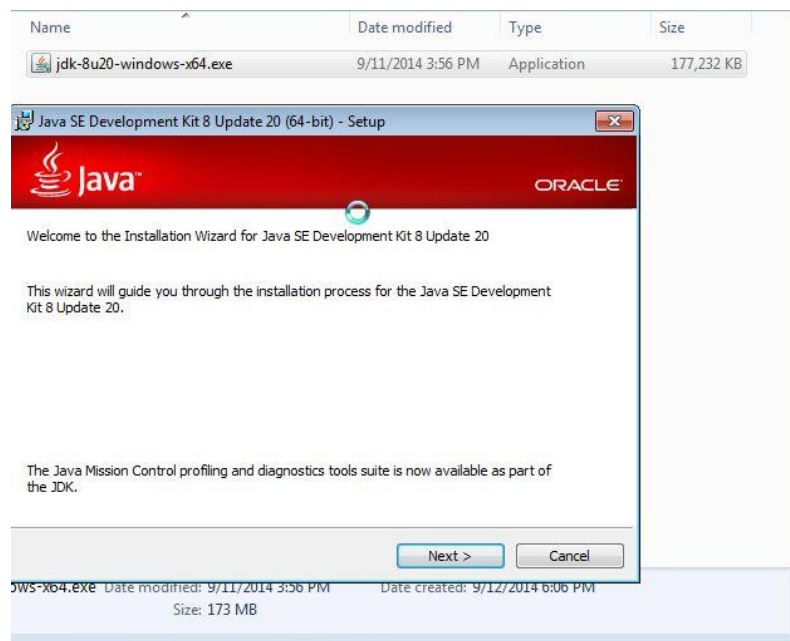 Name Date modified Type Size
jdk-8u20-windows-x64.exe 9/11/2014 3:56 PM Application 177,232 KB
Java SE Development Kit 8 Update 20 (64-bit) - Setup
Java™ ORACLE
Welcome to the Installation Wizard for Java SE Development Kit 8 Update 20
This wizard will guide you through the installation process for the Java SE Development
Kit 8 Update 20.
The Java Mission Control profiling and diagnostics tools suite is now available as part of
the JDK.
Next > Cancel
ows-x64.exe Date modified: 9/11/2014 3:56 PM Date created: 9/12/2014 6:06 PM
Size: 173 MB